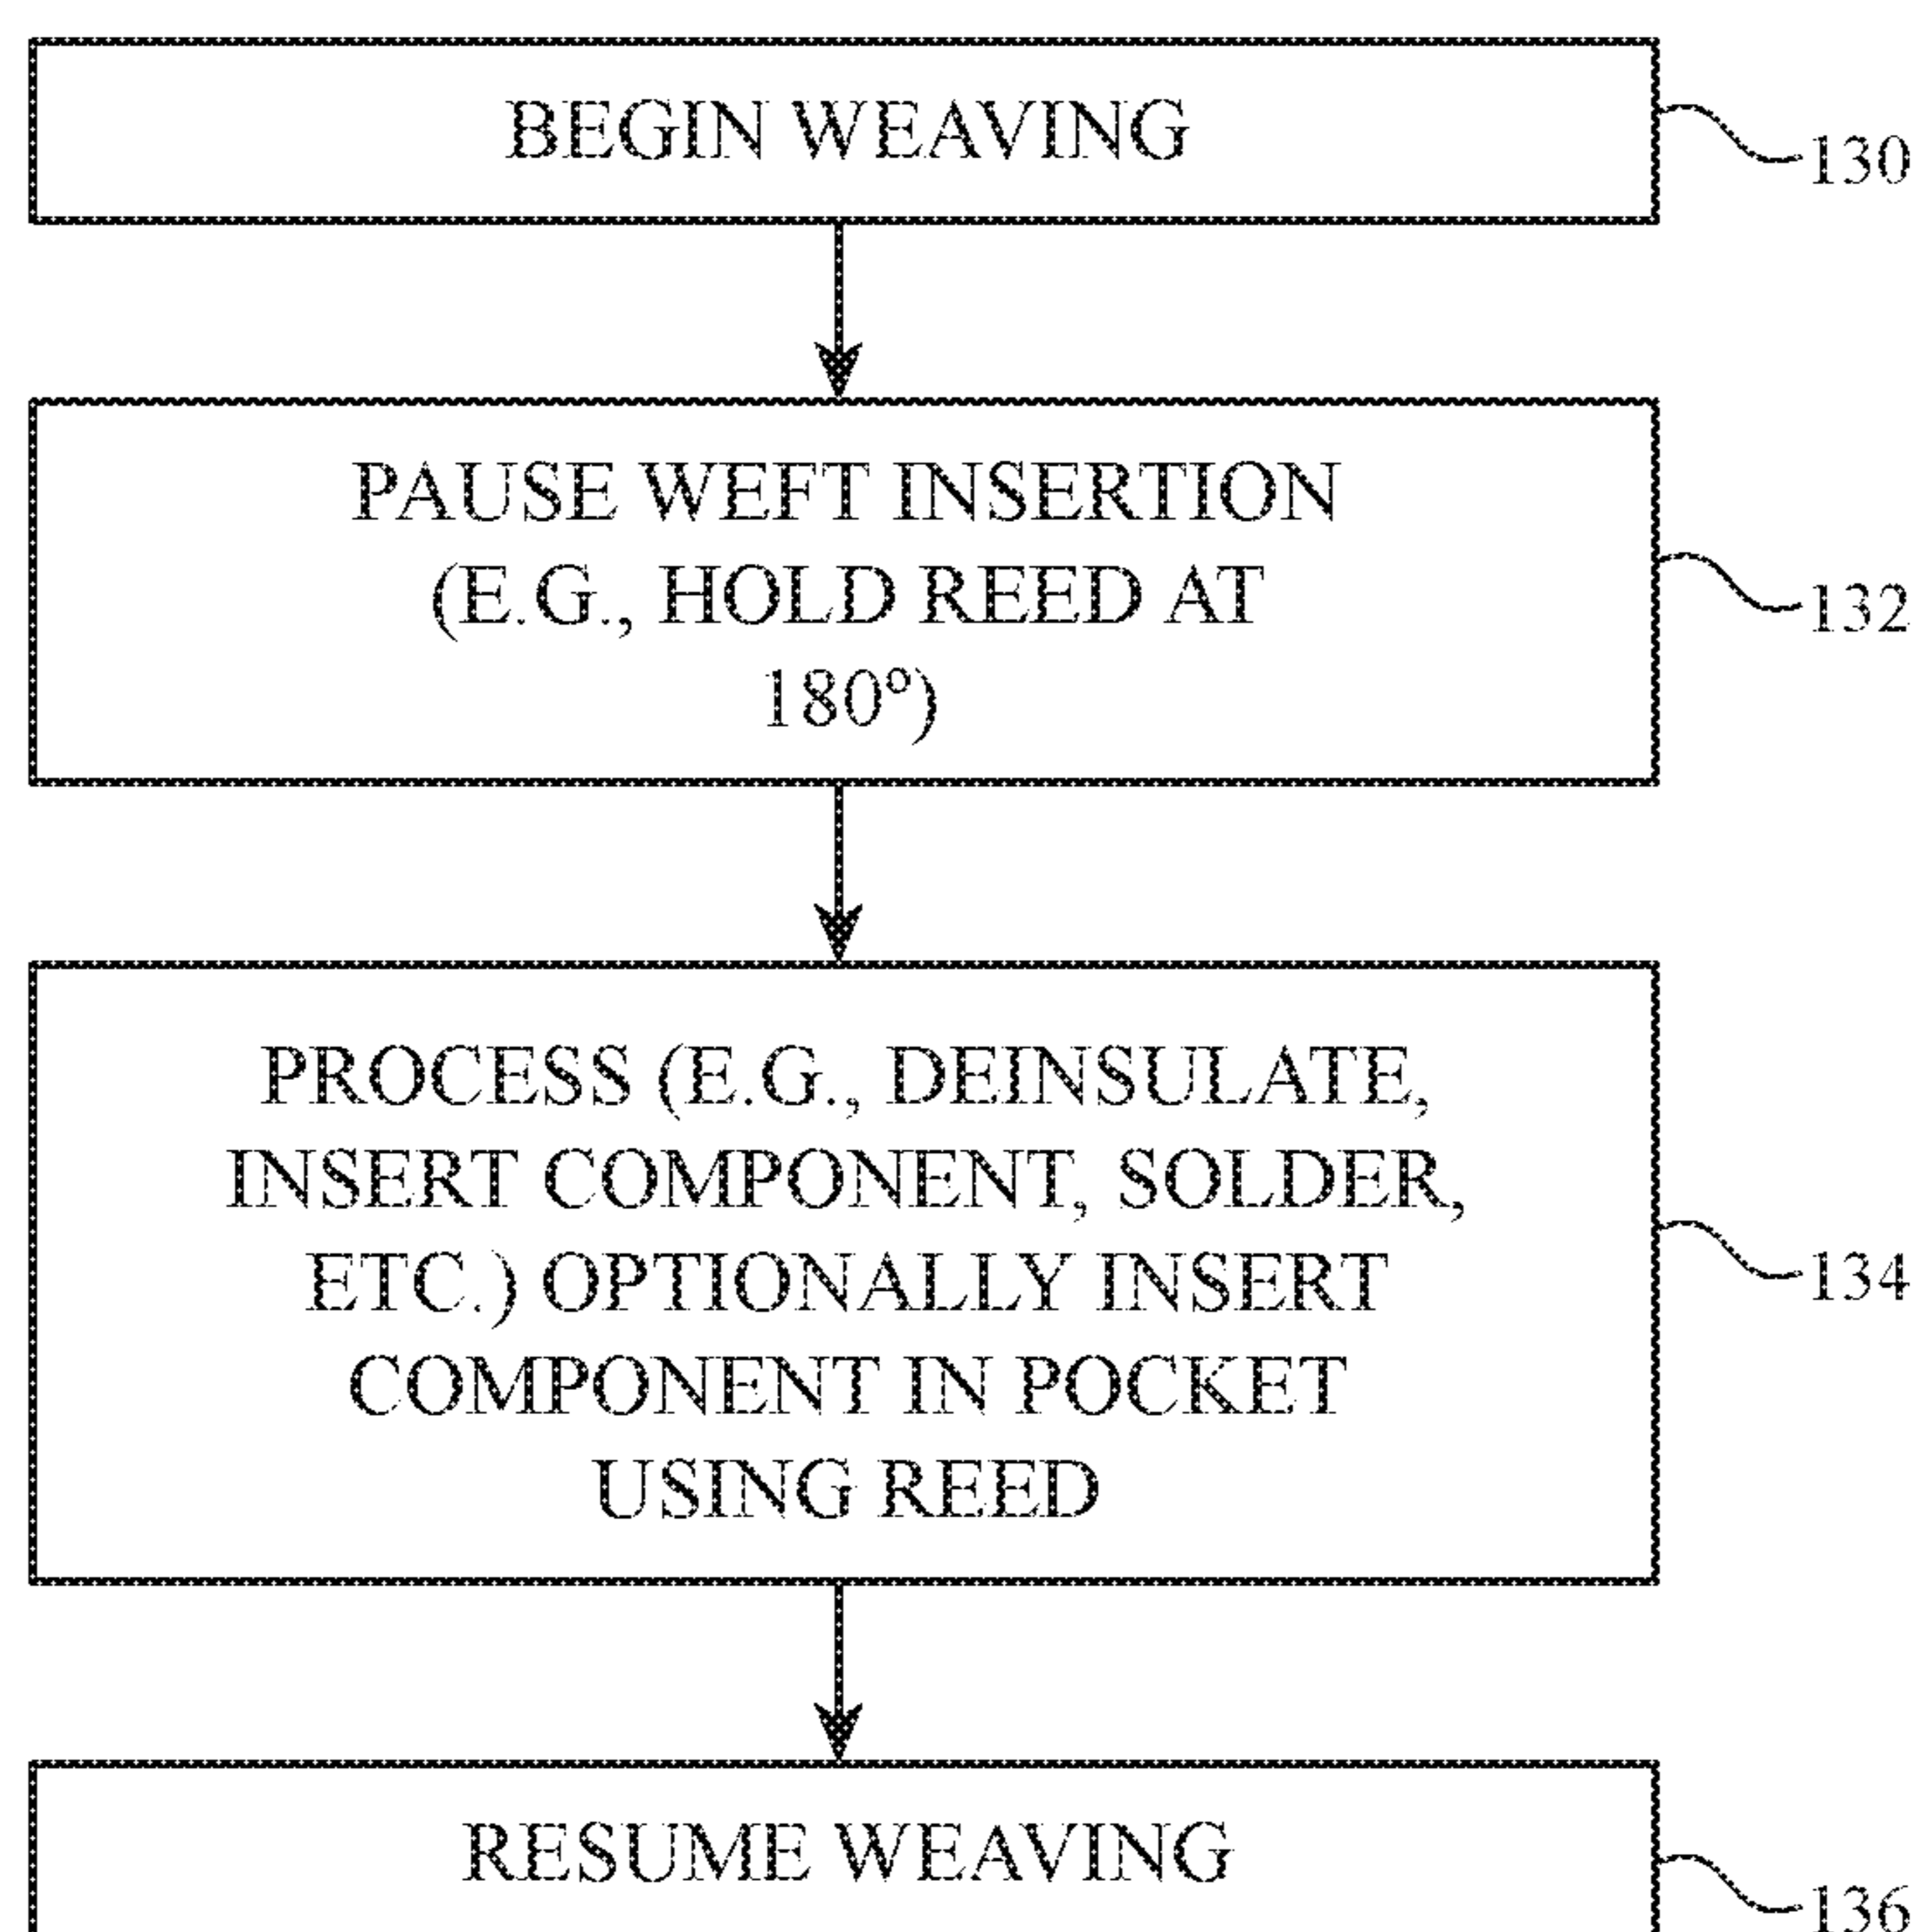 BEGIN WEAVING
130
PAUSE WEFT INSERTION
(E.G., HOLD REED AT
180º)
132
PROCESS (E.G., DEINSULATE,
INSERT COMPONENT, SOLDER,
ETC.) OPTIONALLY INSERT
COMPONENT IN POCKET
USING REED
134
RESUME WEAVING
136